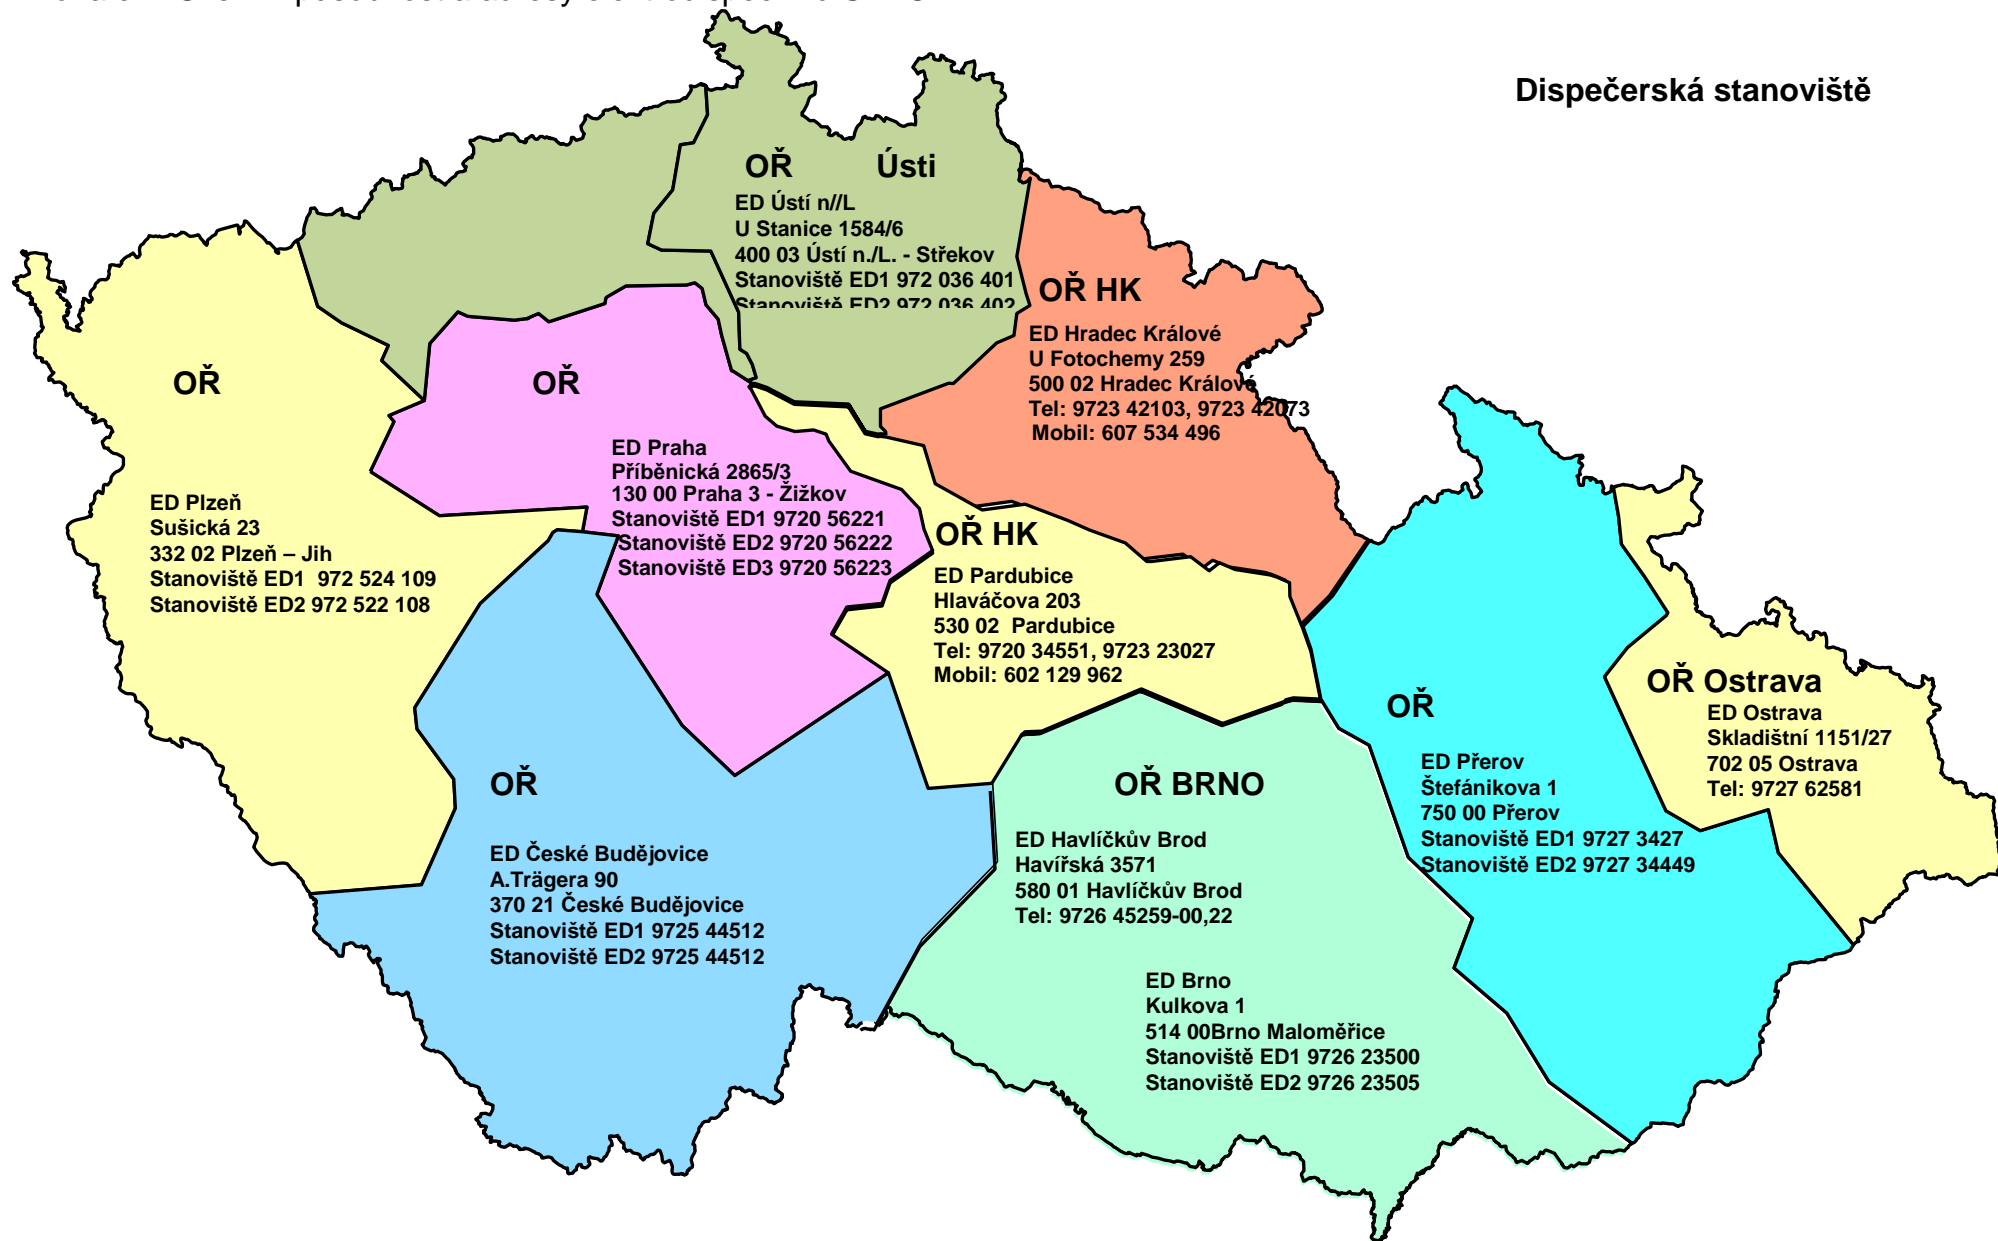 Dispečerská stanoviště
OŘ Ústi
ED Ústí n//L
U Stanice 1584/6
400 03 Ústí n./L. - Střekov
Stanoviště ED1 972 036 401
Stanoviště ED2 972 036 402
OŘ HK
ED Hradec Králové
U Fotochemy 259
500 02 Hradec Králové
Tel: 9723 42103, 9723 42073
Mobil: 607 534 496
OŘ
ED Plzeň
Sušická 23
332 02 Plzeň – Jih
Stanoviště ED1 972 524 109
Stanoviště ED2 972 522 108
OŘ
ED Praha
Příběnická 2865/3
130 00 Praha 3 - Žižkov
Stanoviště ED1 9720 56221
Stanoviště ED2 9720 56222
Stanoviště ED3 9720 56223
OŘ HK
ED Pardubice
Hlaváčova 203
530 02 Pardubice
Tel: 9720 34551, 9723 23027
Mobil: 602 129 962
OŘ Ostrava
ED Ostrava
Skladištní 1151/27
702 05 Ostrava
Tel: 9727 62581
OŘ
ED Přerov
Štefánikova 1
750 00 Přerov
Stanoviště ED1 9727 3427
Stanoviště ED2 9727 34449
OŘ
ED České Budějovice
A.Trägera 90
370 21 České Budějovice
Stanoviště ED1 9725 44512
Stanoviště ED2 9725 44512
OŘ BRNO
ED Havlíčkův Brod
Havířská 3571
580 01 Havlíčkův Brod
Tel: 9726 45259-00,22
ED Brno
Kulkova 1
514 00Brno Maloměřice
Stanoviště ED1 9726 23500
Stanoviště ED2 9726 23505